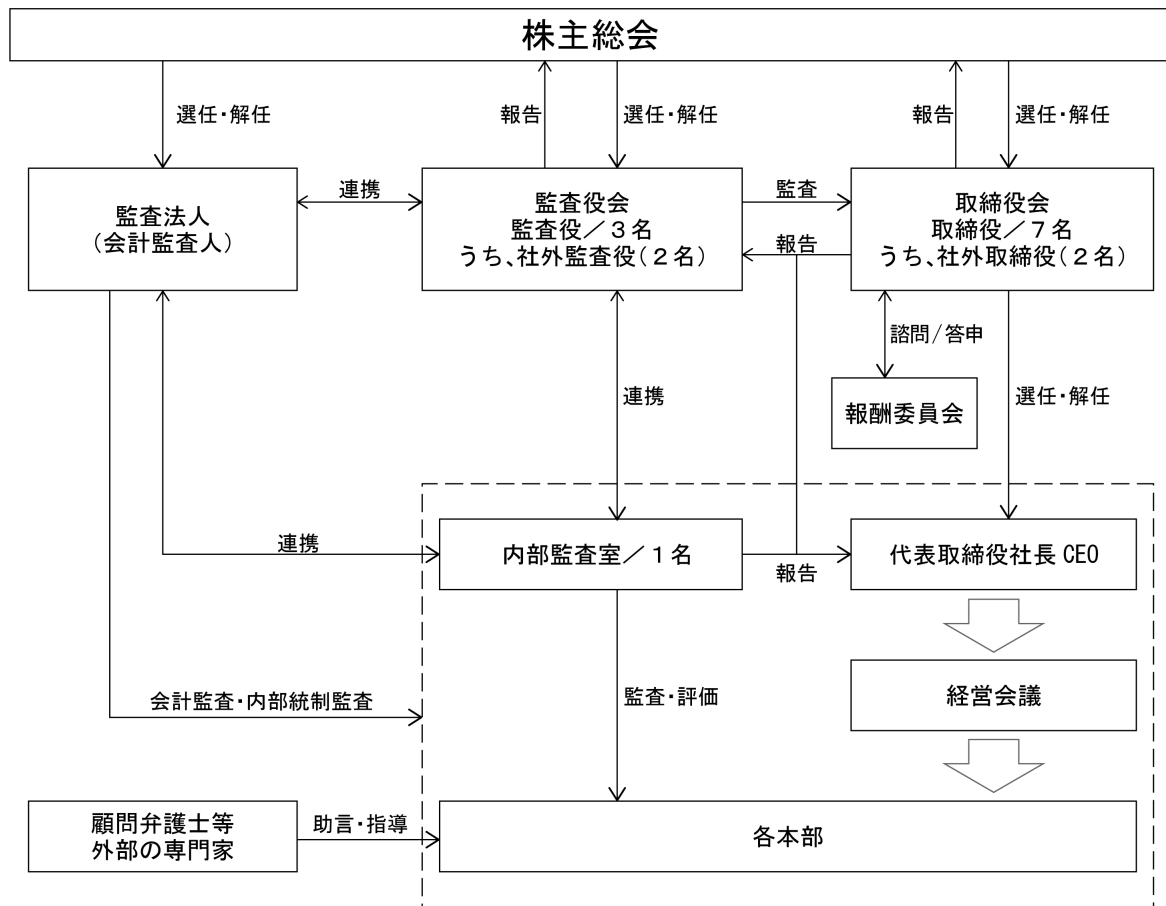 株主総会
選任・解任
報告
選任・解任
報告
選任・解任
監査法人
(会計監査人)
連携
監査役会
監査役／３名
うち、社外監査役(２名)
監査
報告
取締役会
取締役／７名
うち、社外取締役(２名)
諮問/答申
報酬委員会
選任・解任
連携
連携
内部監査室／１名
報告
代表取締役社長 CEO
会計監査・内部統制監査
監査・評価
経営会議
顧問弁護士等
外部の専門家
助言・指導
各本部